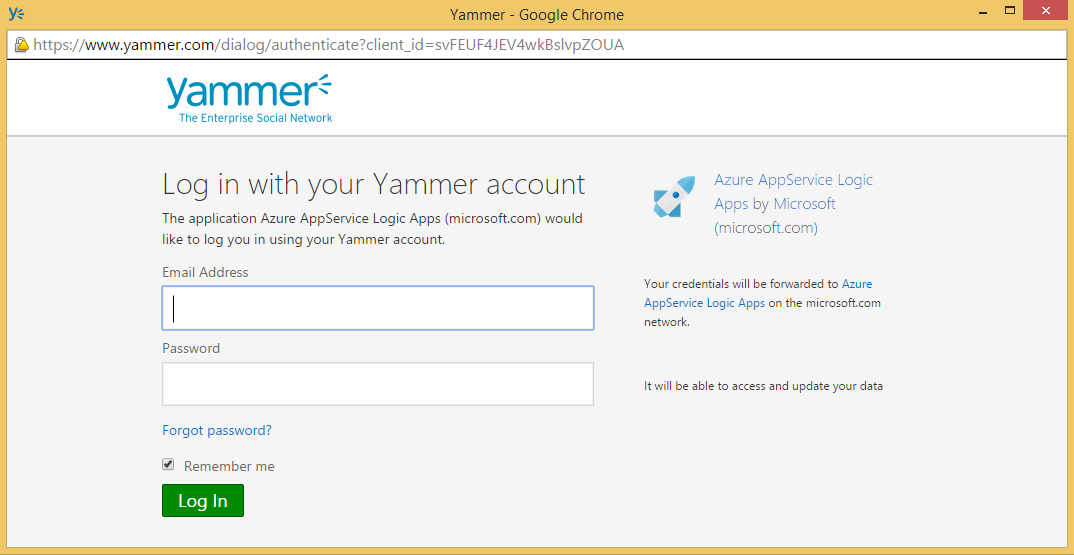 Yammer - Google Chrome
https://www.yammer.com/dialog/authenticate?client_id=svFEUF4JEV4wkBslvpZOUA
yammer
The Enterprise Social Network
Log in with your Yammer account
The application Azure AppService Logic Apps (microsoft.com) would
like to log you in using your Yammer account.
Email Address
Password
Forgot password?
Remember me
Log In
Azure AppService Logic
Apps by Microsoft
(microsoft.com)
Your credentials will be forwarded to Azure
AppService Logic Apps on the microsoft.com
network.
It will be able to access and update your data